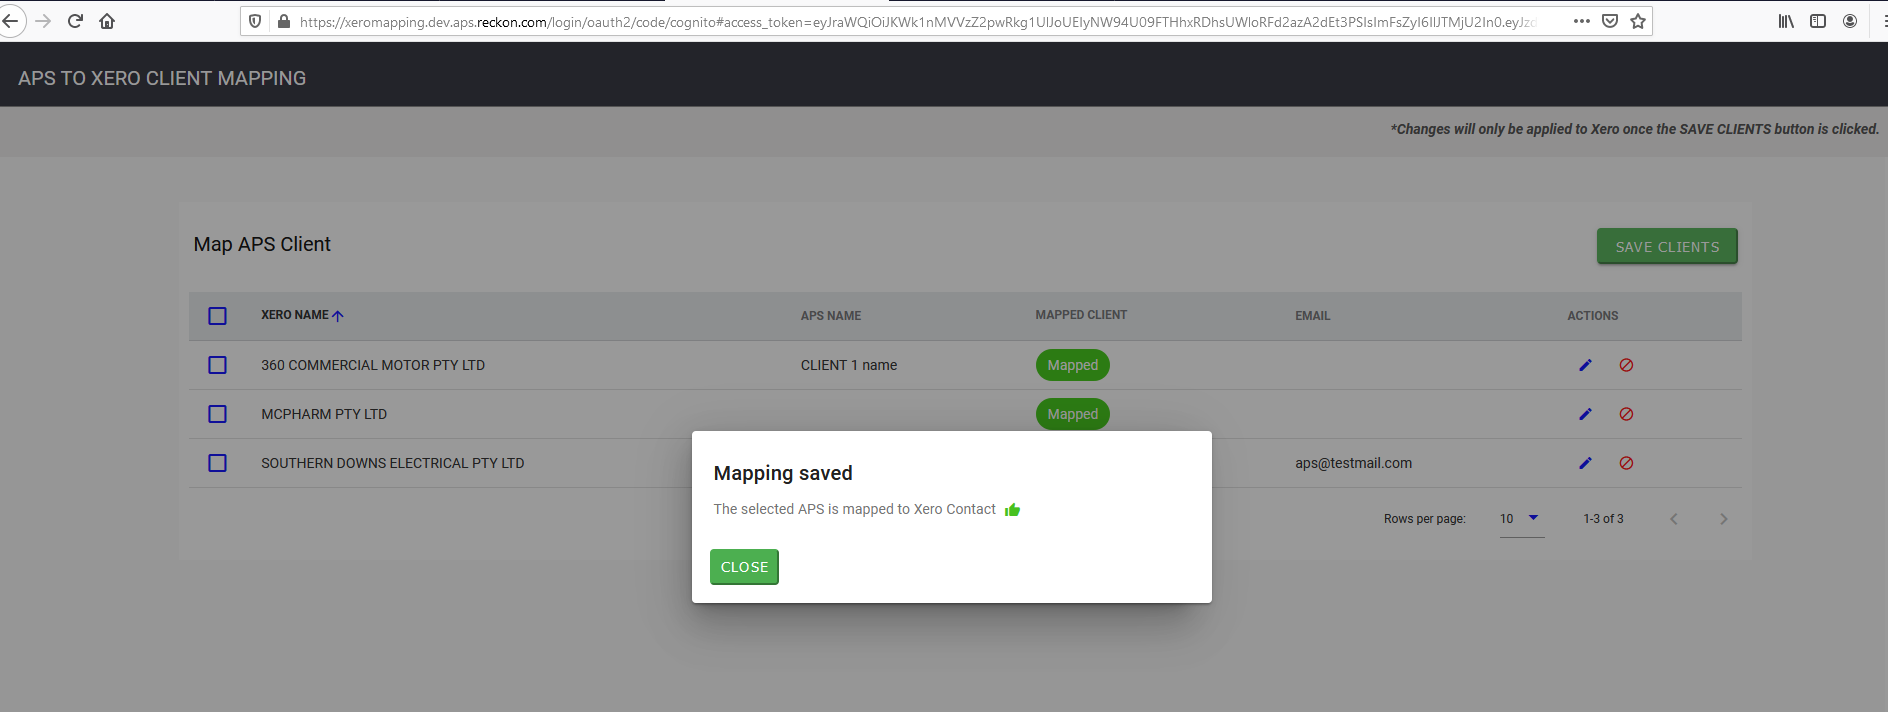 https://xeromapping.dev.aps.reckon.com/login/oauth2/code/cognito#access_token=
APS TO XERO CLIENT MAPPING
*Changes will only be applied to Xero once the SAVE CLIENTS button is clicked.
Map APS Client
SAVE CLIENTS
XERO NAME APS NAME MAPPED CLIENT EMAIL ACTIONS
360 COMMERCIAL MOTOR PTY LTD CLIENT 1 name Mapped
MCPHARM PTY LTD Mapped
SOUTHERN DOWNS ELECTRICAL PTY LTD aps@testmail.com
Mapping saved
The selected APS is mapped to Xero Contact
Rows per page: 10 1-3 of 3
CLOSE